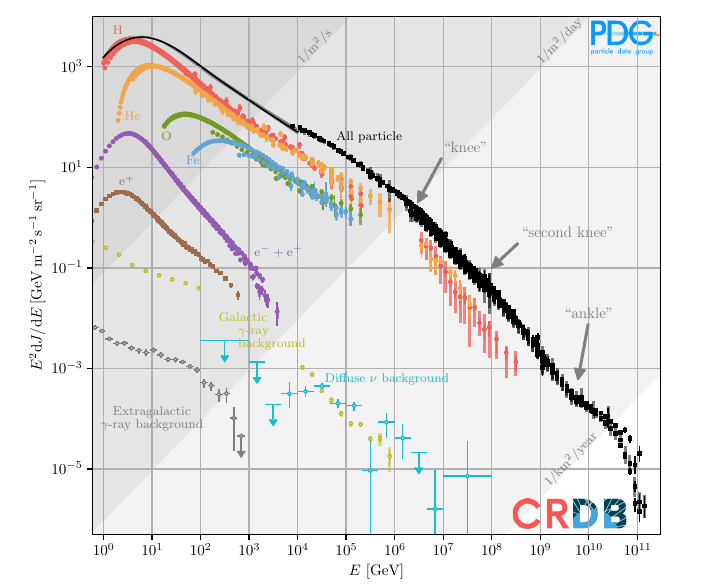 H
1/m²/s
1/m²/day
PDG
particle data group
10³
He
O
Fe
All particle
"knee"
10¹
e⁺
e⁻ + e⁺
"second knee"
10⁻¹
E²dJ/dE [GeV m⁻² s⁻¹ sr⁻¹]
Galactic
γ-ray
background
"ankle"
10⁻³
Diffuse ν background
Extragalactic
γ-ray background
1/km²/year
10⁻⁵
CRDB
10⁰ 10¹ 10² 10³ 10⁴ 10⁵ 10⁶ 10⁷ 10⁸ 10⁹ 10¹⁰ 10¹¹
E [GeV]